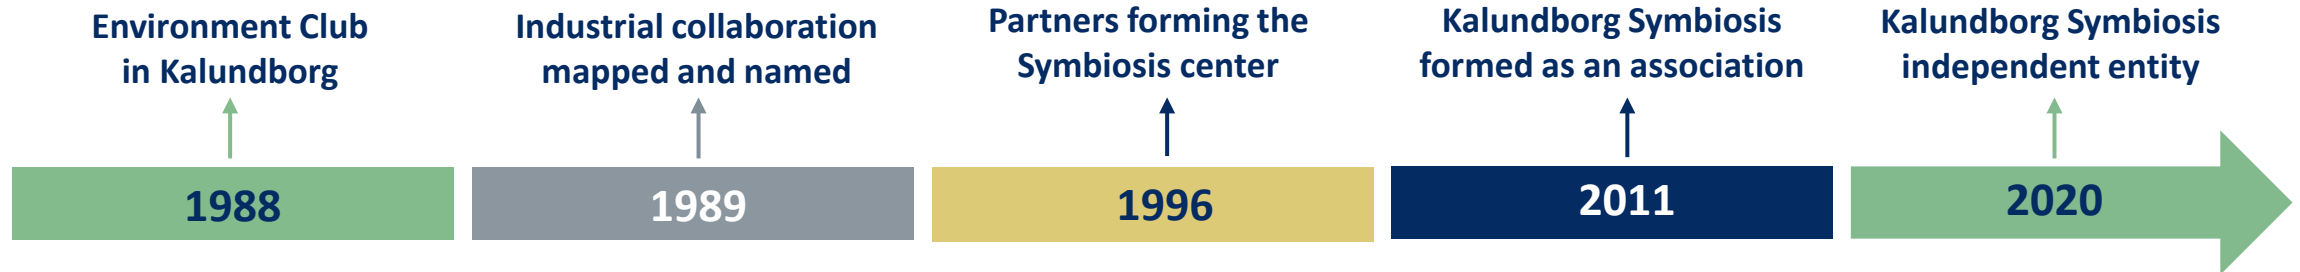 Environment Club
in Kalundborg
Industrial collaboration
mapped and named
Partners forming the
Symbiosis center
Kalundborg Symbiosis
formed as an association
Kalundborg Symbiosis
independent entity
1988
1989
1996
2011
2020